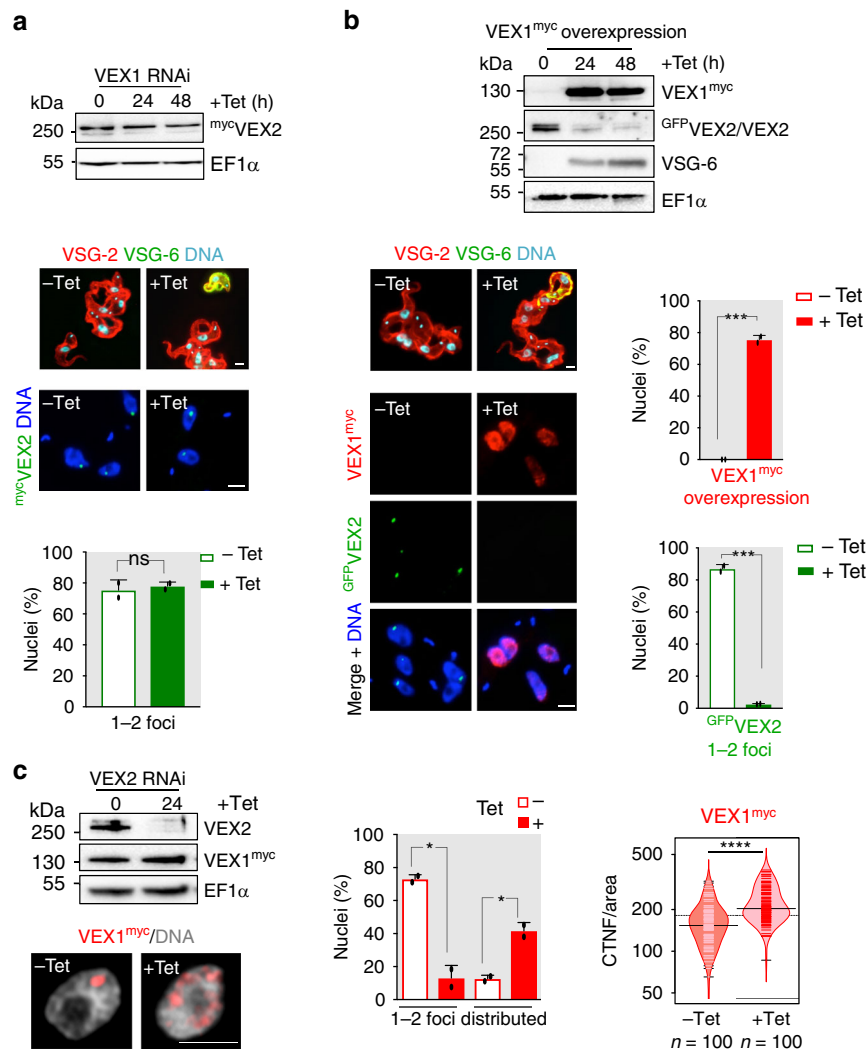 a
VEX1 RNAi
kDa 0 24 48 +Tet (h)
250 mycVEX2
55 EF1α
VSG-2 VSG-6 DNA
–Tet +Tet
mycVEX2 DNA
–Tet +Tet
Nuclei (%)
100
80
60
40
20
0
ns
– Tet
+ Tet
1–2 foci
b
VEX1myc overexpression
kDa 0 24 48 +Tet (h)
130 VEX1myc
250 GFPVEX2/VEX2
72
55 VSG-6
55 EF1α
VSG-2 VSG-6 DNA
–Tet +Tet
–Tet +Tet
VEX1myc
GFPVEX2
Merge + DNA
Nuclei (%)
100
80
60
40
20
0
***
– Tet
+ Tet
VEX1myc
overexpression
Nuclei (%)
100
80
60
40
20
0
***
– Tet
+ Tet
GFPVEX2
1–2 foci
c
VEX2 RNAi
kDa 0 24 +Tet
250 VEX2
130 VEX1myc
55 EF1α
VEX1myc/DNA
–Tet +Tet
Tet –
+
Nuclei (%)
100
80
60
40
20
0
*
*
1–2 foci distributed
VEX1myc
CTNF/area
500
200
100
50
****
–Tet +Tet
n = 100 n = 100